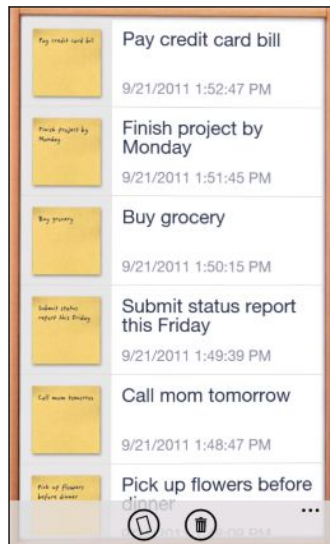 Pay credit card bill
Pay credit card bill
9/21/2011 1:52:47 PM
Finish project by
Monday
Finish project by
Monday
9/21/2011 1:51:45 PM
Buy grocery
Buy grocery
9/21/2011 1:50:15 PM
Submit status
report this Friday
Submit status report
this Friday
9/21/2011 1:49:39 PM
Call mom tomorrow
Call mom tomorrow
9/21/2011 1:48:47 PM
Pick up flowers
before dinner
Pick up flowers before
dinner